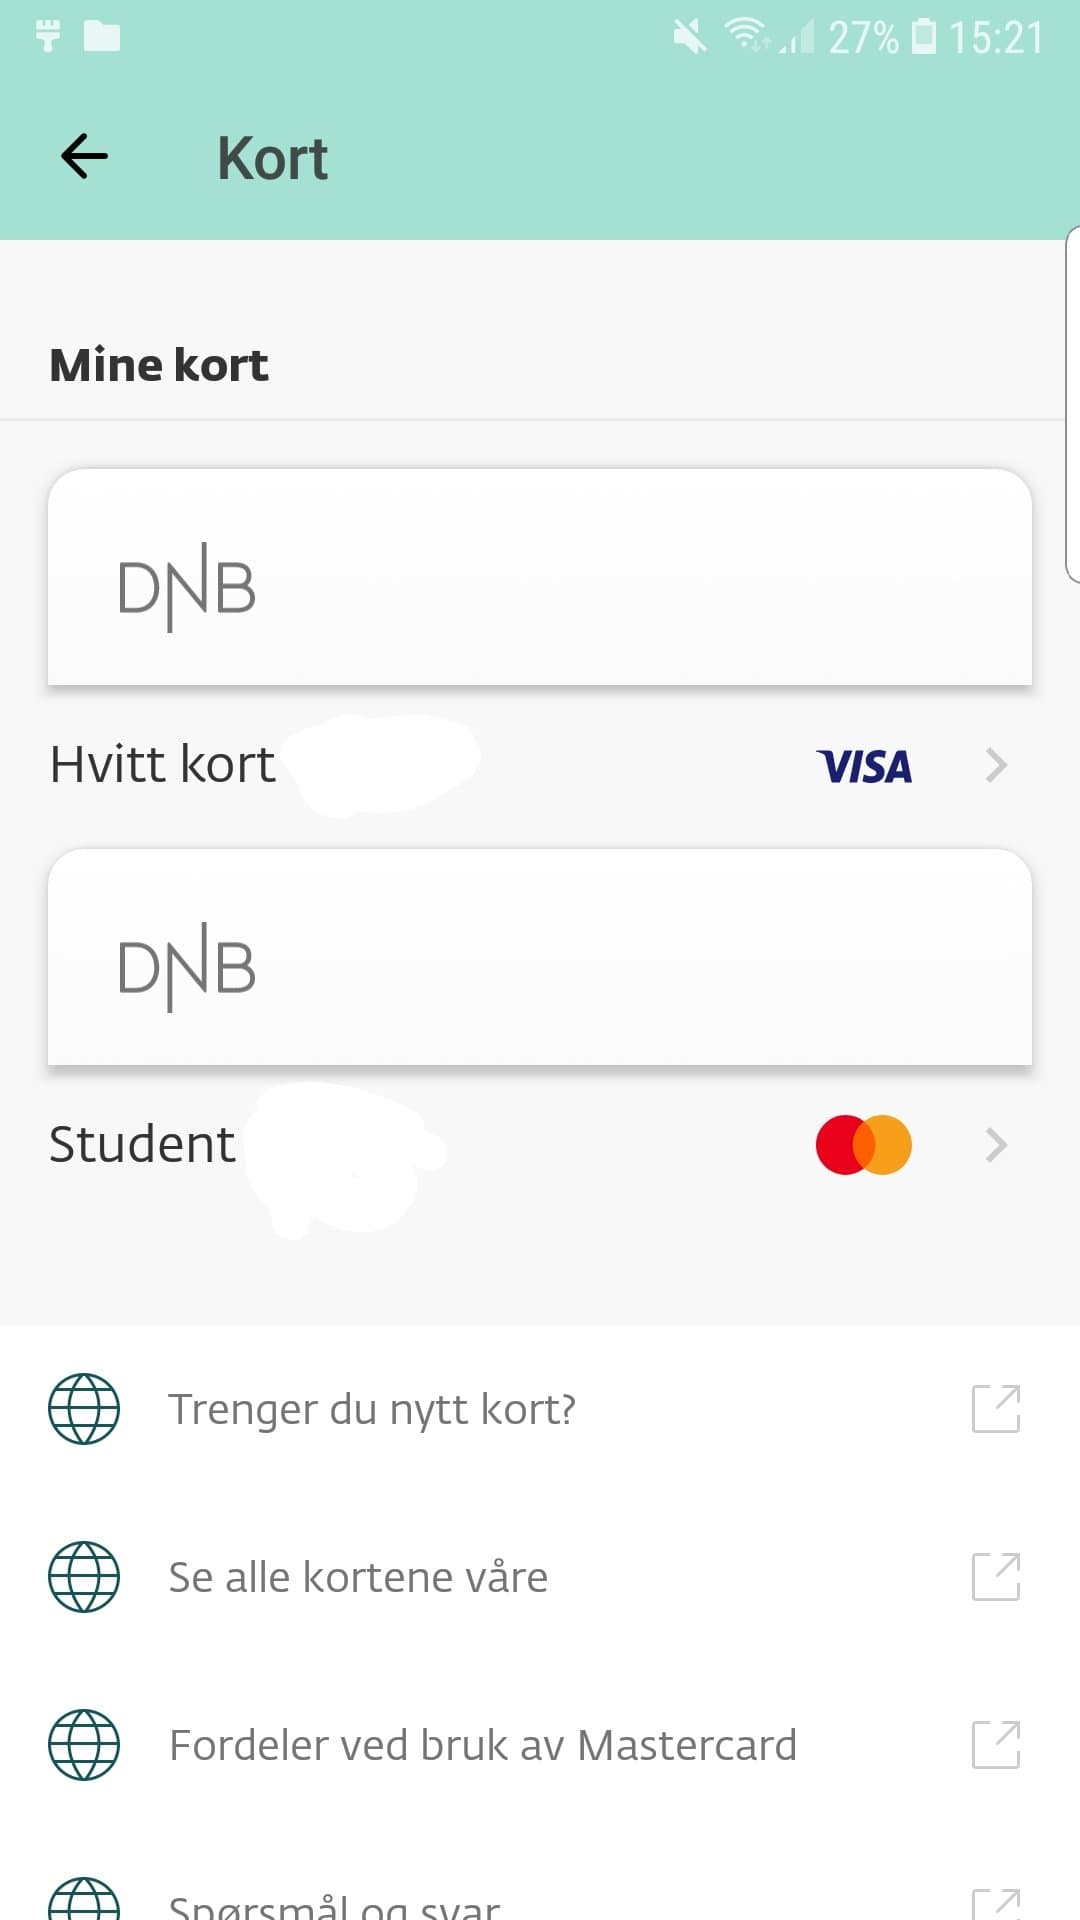 27% 15:21
Kort
Mine kort
DNB
Hvitt kort VISA
DNB
Student
Trenger du nytt kort?
Se alle kortene våre
Fordeler ved bruk av Mastercard
Spørsmål og svar